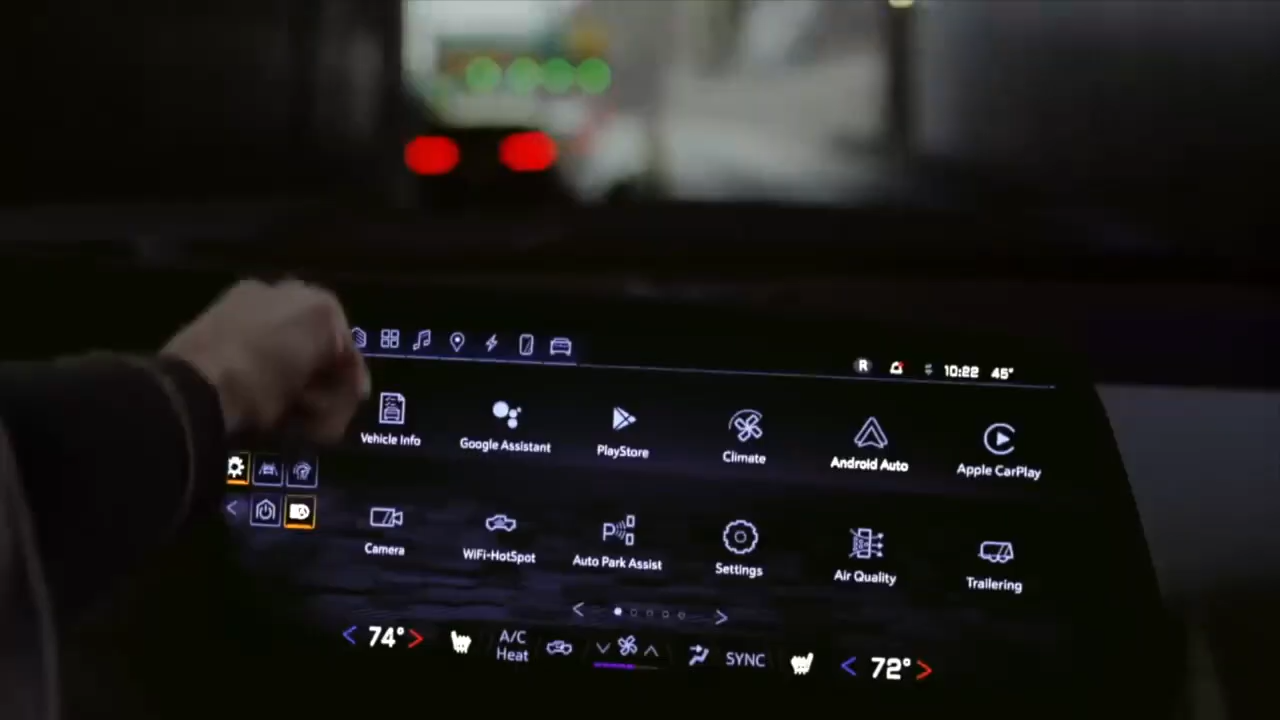 R 10:22 45°
Vehicle Info
Google Assistant
PlayStore
Climate
Android Auto
Apple CarPlay
Camera
WiFi-HotSpot
Auto Park Assist
Settings
Air Quality
Trailering
< >
< 74° >
A/C
Heat
SYNC
< 72° >